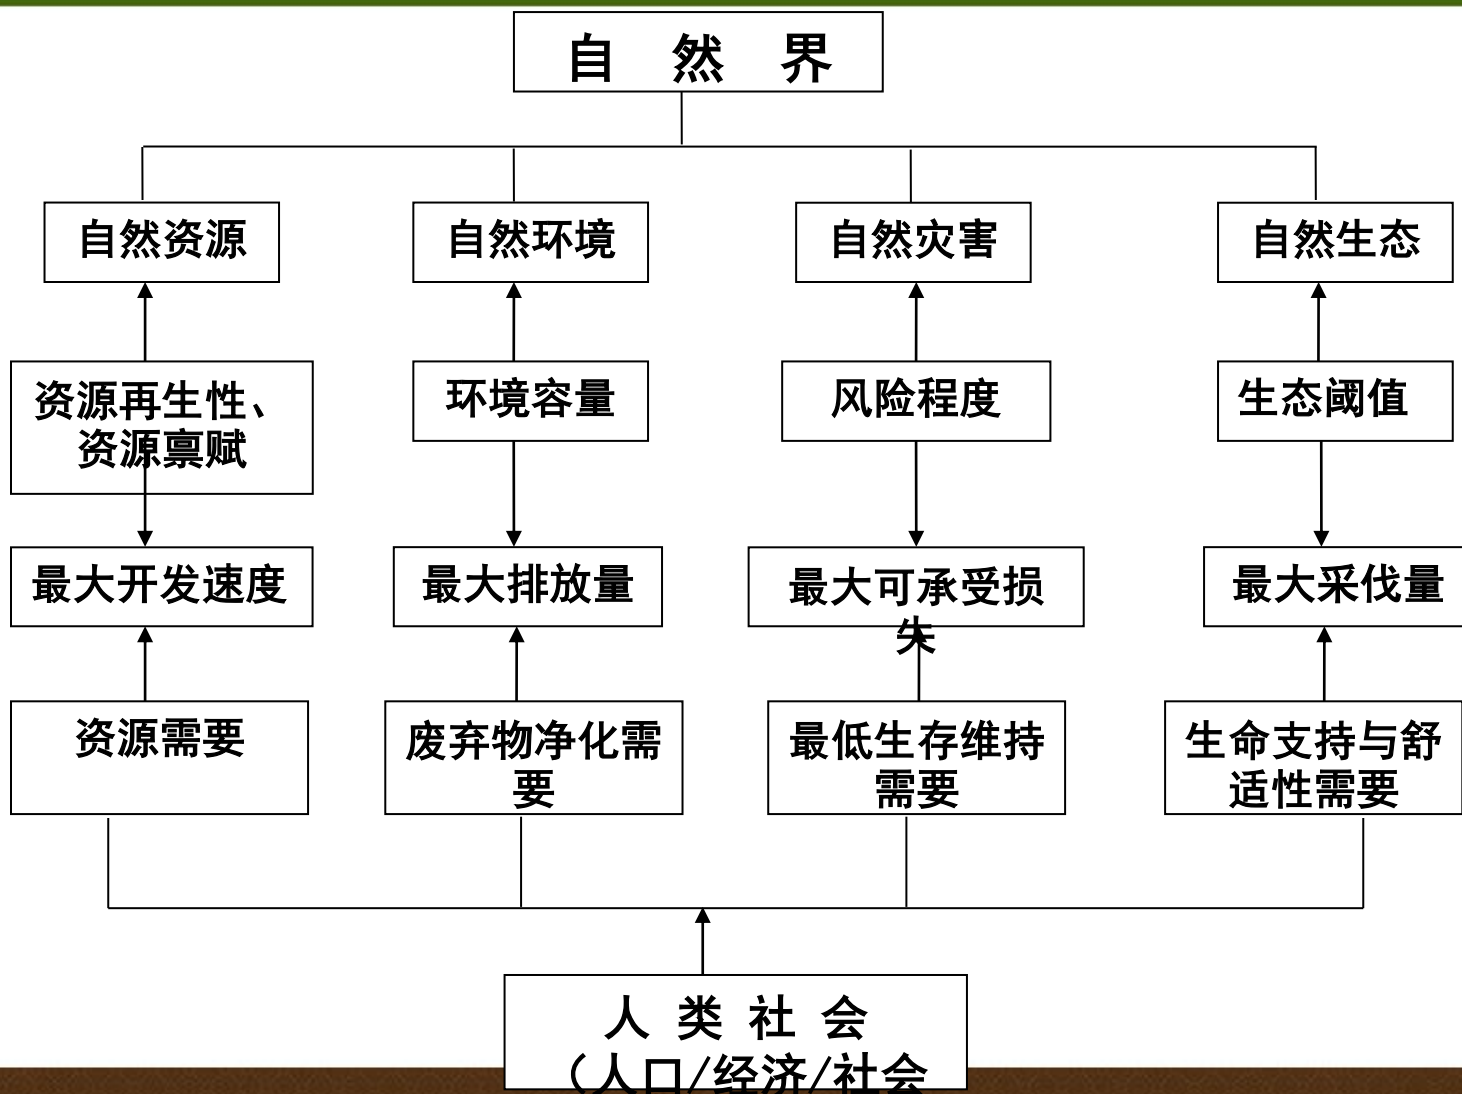 自 然 界
自然资源
自然环境
自然灾害
自然生态
资源再生性、
资源禀赋
环境容量
风险程度
生态阈值
最大开发速度
最大排放量
最大可承受损
失
最大采伐量
资源需要
废弃物净化需
要
最低生存维持
需要
生命支持与舒
适性需要
人 类 社 会
（人口/经济/社会